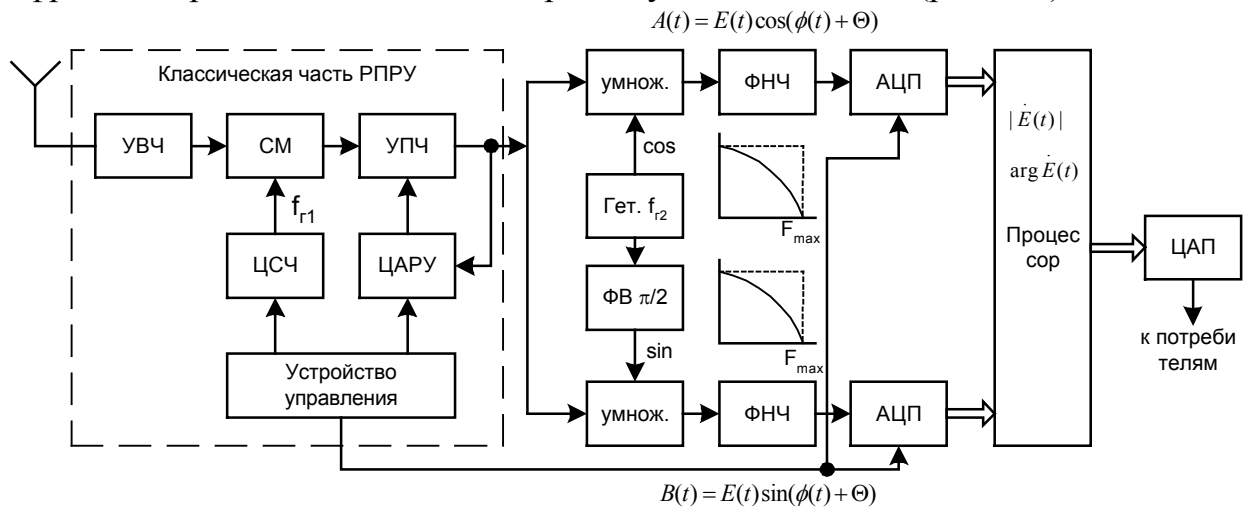 A(t) = E(t)cos(ϕ(t) + Θ)
Классическая часть РПРУ
УВЧ
СМ
УПЧ
f_г1
ЦСЧ
ЦАРУ
Устройство
управления
умнож.
ФНЧ
АЦП
cos
Гет. f_г2
ФВ π/2
sin
F_max
F_max
умнож.
ФНЧ
АЦП
B(t) = E(t)sin(ϕ(t) + Θ)
| Ė(t) |
arg Ė(t)
Процес
сор
ЦАП
к потреби
телям